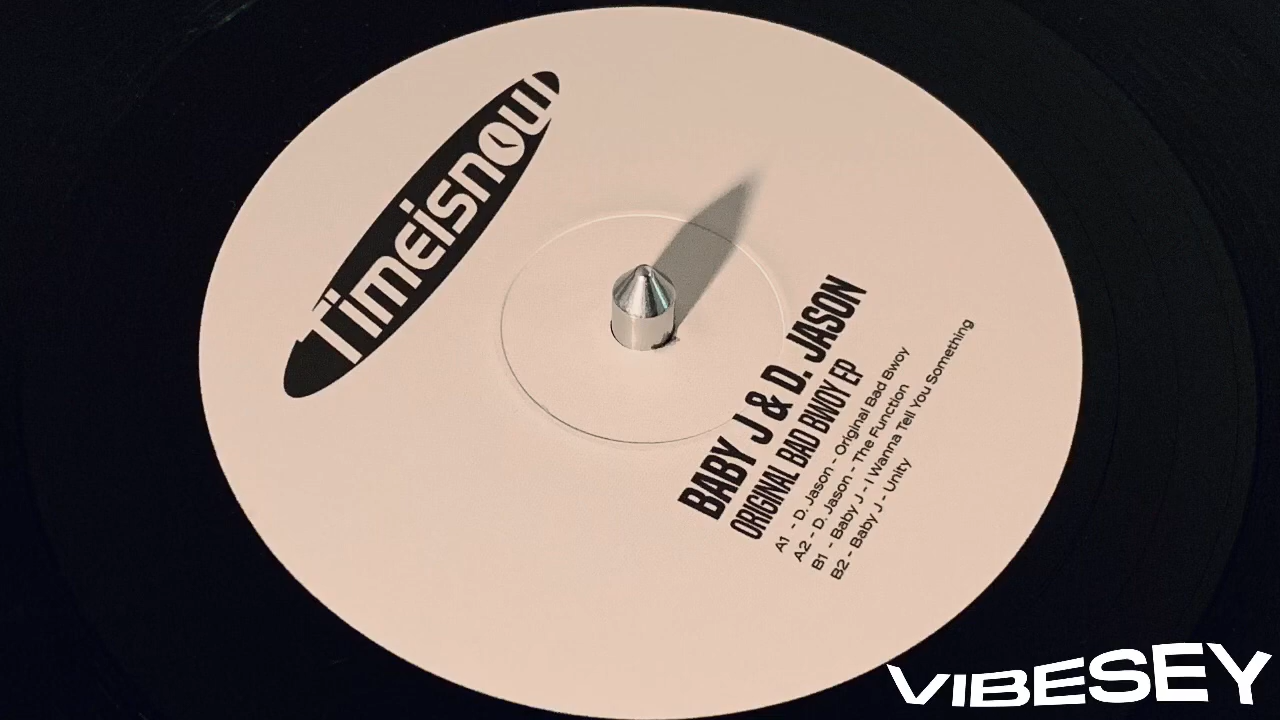 Timeisnow
BABY J & D. JASON
ORIGINAL BAD BWOY EP
A1 - D. Jason - Original Bad Bwoy
A2 - D. Jason - The Function
B1 - Baby J - I Wanna Tell You Something
B2 - Baby J - Unity
VIBESEY